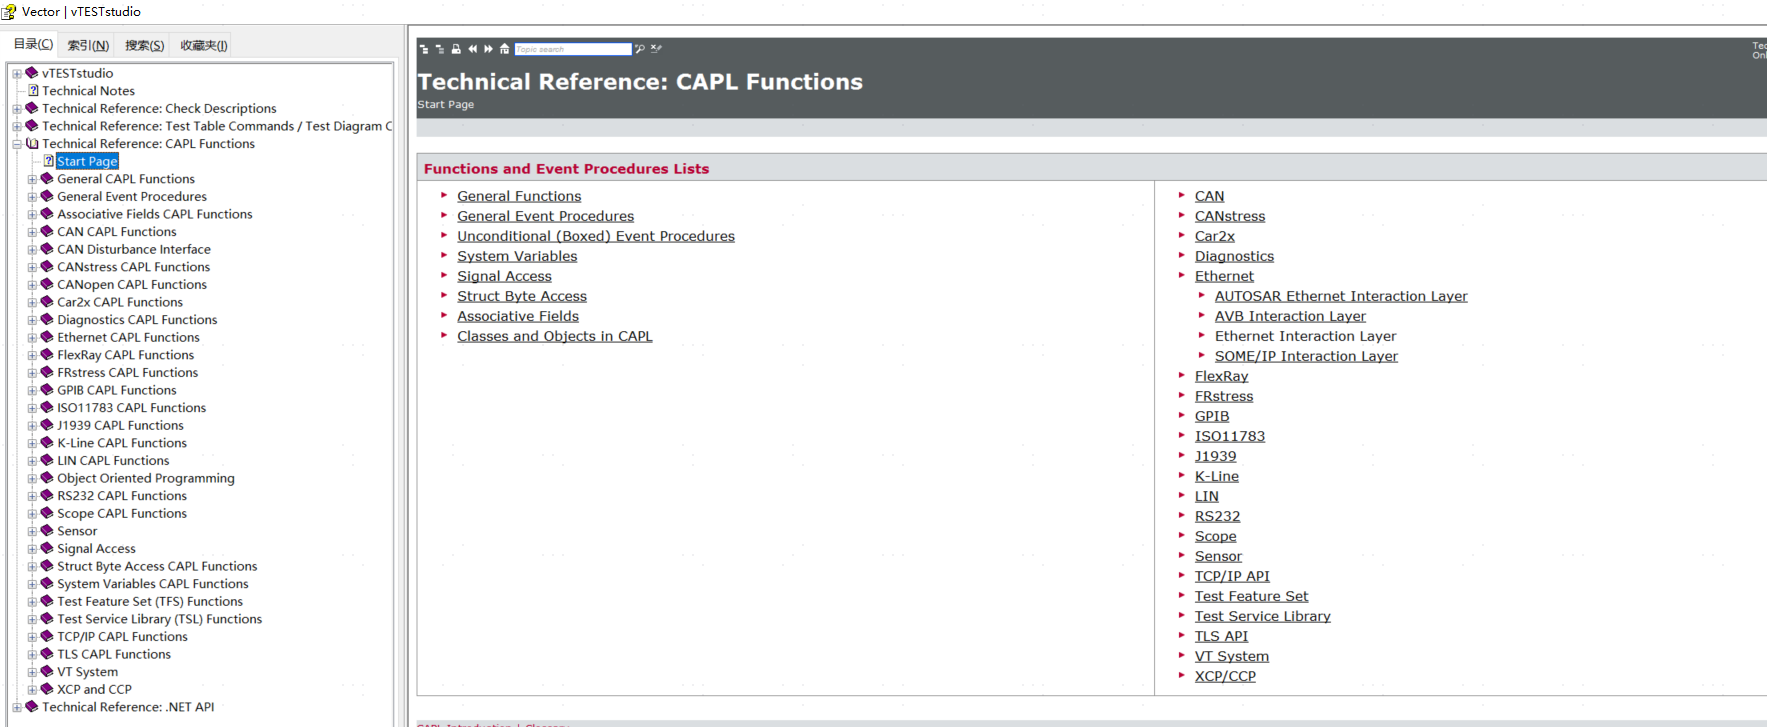 Vector | vTESTstudio
目录(C) 索引(N) 搜索(S) 收藏夹(I)
vTESTstudio
Technical Notes
Technical Reference: Check Descriptions
Technical Reference: Test Table Commands / Test Diagram C
Technical Reference: CAPL Functions
Start Page
General CAPL Functions
General Event Procedures
Associative Fields CAPL Functions
CAN CAPL Functions
CAN Disturbance Interface
CANstress CAPL Functions
CANopen CAPL Functions
Car2x CAPL Functions
Diagnostics CAPL Functions
Ethernet CAPL Functions
FlexRay CAPL Functions
FRstress CAPL Functions
GPIB CAPL Functions
ISO11783 CAPL Functions
J1939 CAPL Functions
K-Line CAPL Functions
LIN CAPL Functions
Object Oriented Programming
RS232 CAPL Functions
Scope CAPL Functions
Sensor
Signal Access
Struct Byte Access CAPL Functions
System Variables CAPL Functions
Test Feature Set (TFS) Functions
Test Service Library (TSL) Functions
TCP/IP CAPL Functions
TLS CAPL Functions
VT System
XCP and CCP
Technical Reference: .NET API
Topic search
Tec
Onl
Technical Reference: CAPL Functions
Start Page
Functions and Event Procedures Lists
General Functions
General Event Procedures
Unconditional (Boxed) Event Procedures
System Variables
Signal Access
Struct Byte Access
Associative Fields
Classes and Objects in CAPL
CAN
CANstress
Car2x
Diagnostics
Ethernet
AUTOSAR Ethernet Interaction Layer
AVB Interaction Layer
Ethernet Interaction Layer
SOME/IP Interaction Layer
FlexRay
FRstress
GPIB
ISO11783
J1939
K-Line
LIN
RS232
Scope
Sensor
TCP/IP API
Test Feature Set
Test Service Library
TLS API
VT System
XCP/CCP
CAPL Introduction | Glossary